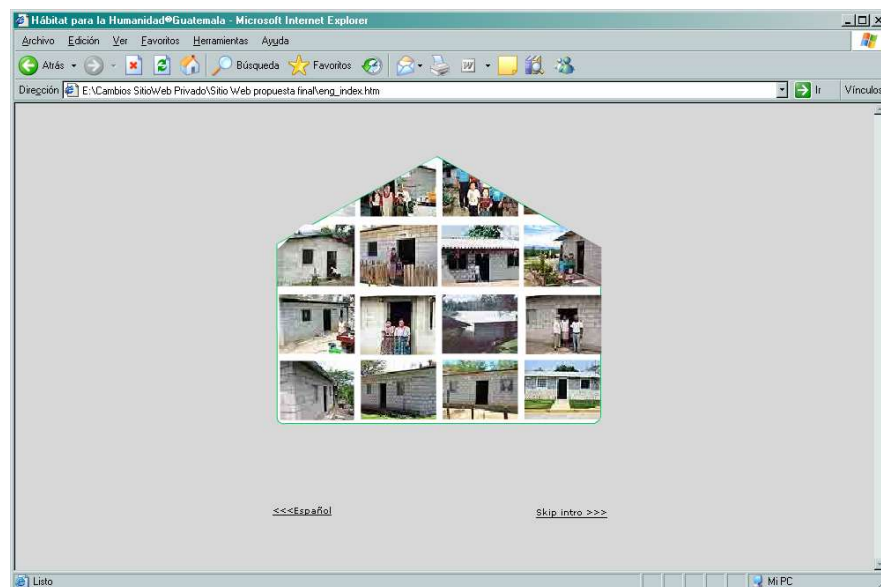 Hábitat para la Humanidad®Guatemala - Microsoft Internet Explorer
Archivo Edición Ver Favoritos Herramientas Ayuda
Atrás Búsqueda Favoritos W
Dirección E:\Cambios SitioWeb Privado\Sitio Web propuesta final\eng_index.htm Ir Vínculos
<<<Español Skip intro >>>
Listo Mi PC